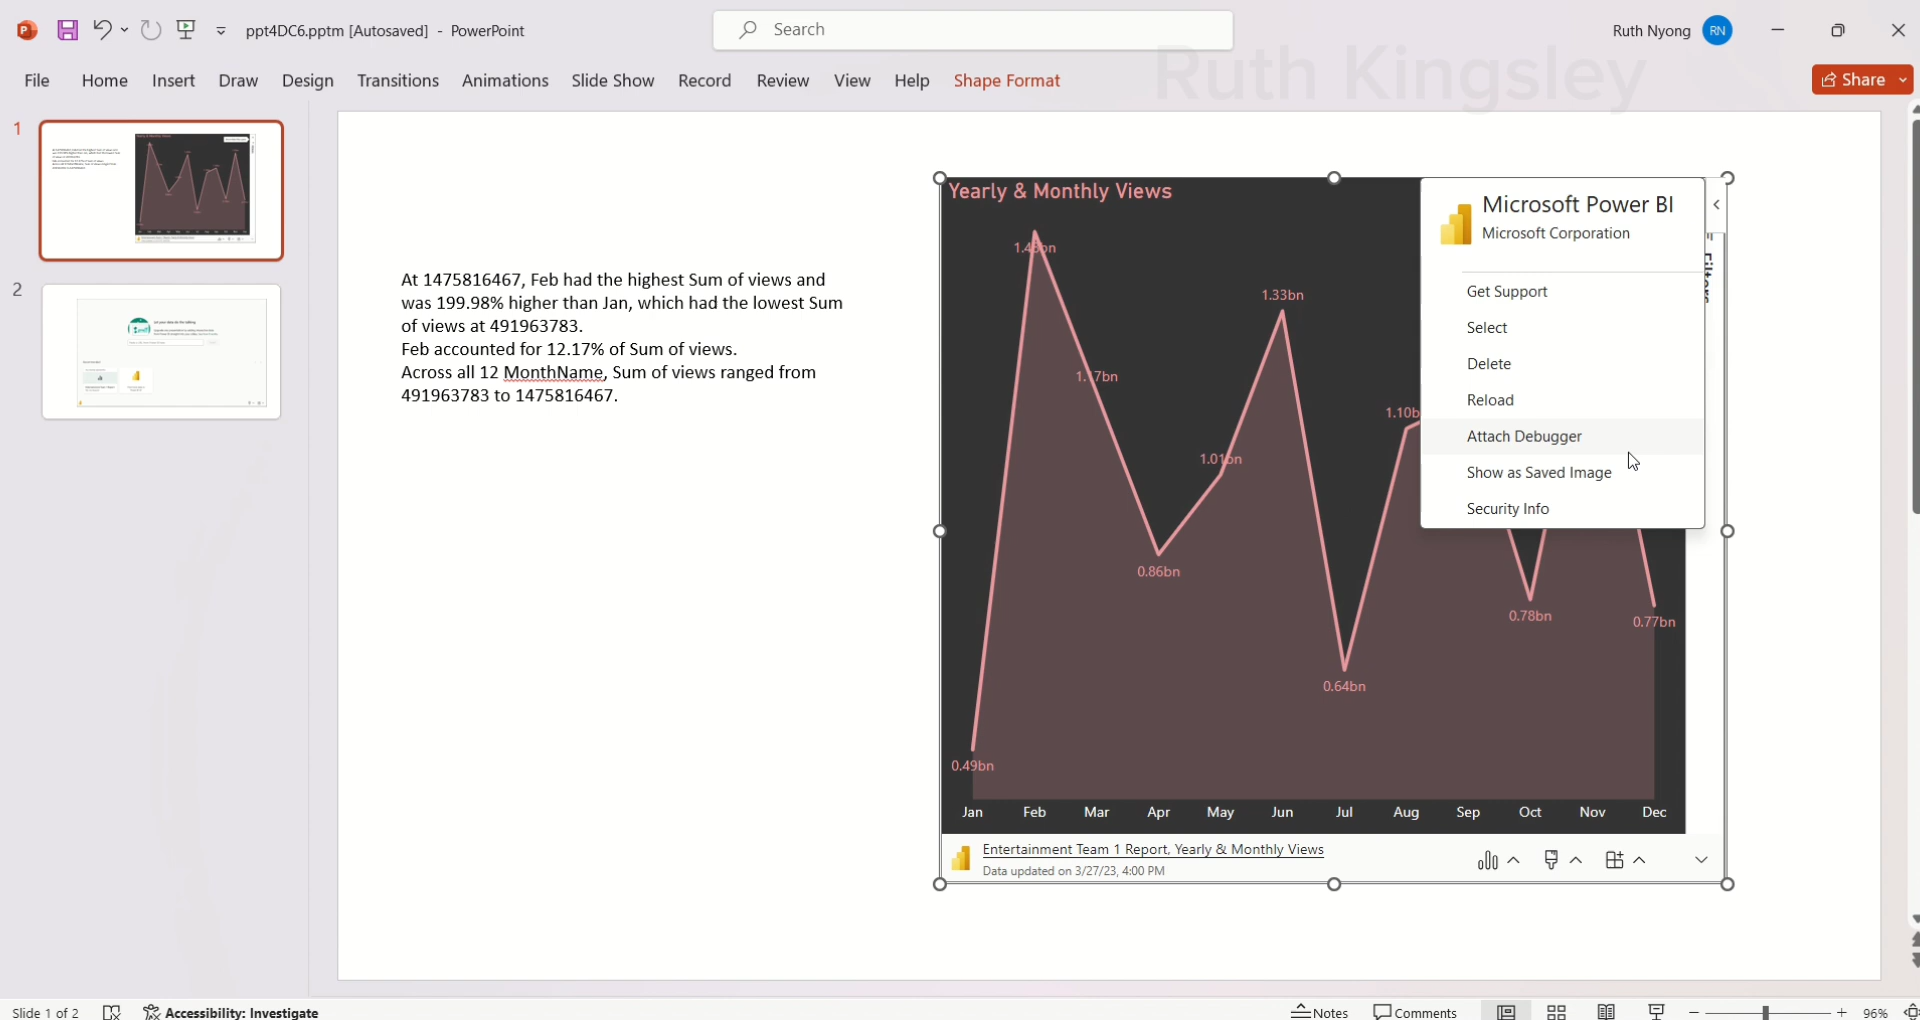 ppt4DC6.pptm [Autosaved] - PowerPoint
Search
Ruth Nyong
RN
Ruth Kingsley
File Home Insert Draw Design Transitions Animations Slide Show Record Review View Help Shape Format
Share
1
2
At 1475816467, Feb had the highest Sum of views and
was 199.98% higher than Jan, which had the lowest Sum
of views at 491963783.
Feb accounted for 12.17% of Sum of views.
Across all 12 MonthName, Sum of views ranged from
491963783 to 1475816467.
Yearly & Monthly Views
1.33bn
1.17bn
1.10b
1.01bn
0.86bn
0.78bn
0.77bn
0.64bn
0.49bn
Jan Feb Mar Apr May Jun Jul Aug Sep Oct Nov Dec
Microsoft Power BI
Microsoft Corporation
Get Support
Select
Delete
Reload
Attach Debugger
Show as Saved Image
Security Info
Filters
Entertainment Team 1 Report, Yearly & Monthly Views
Data updated on 3/27/23, 4:00 PM
Slide 1 of 2
Accessibility: Investigate
Notes
Comments
96%